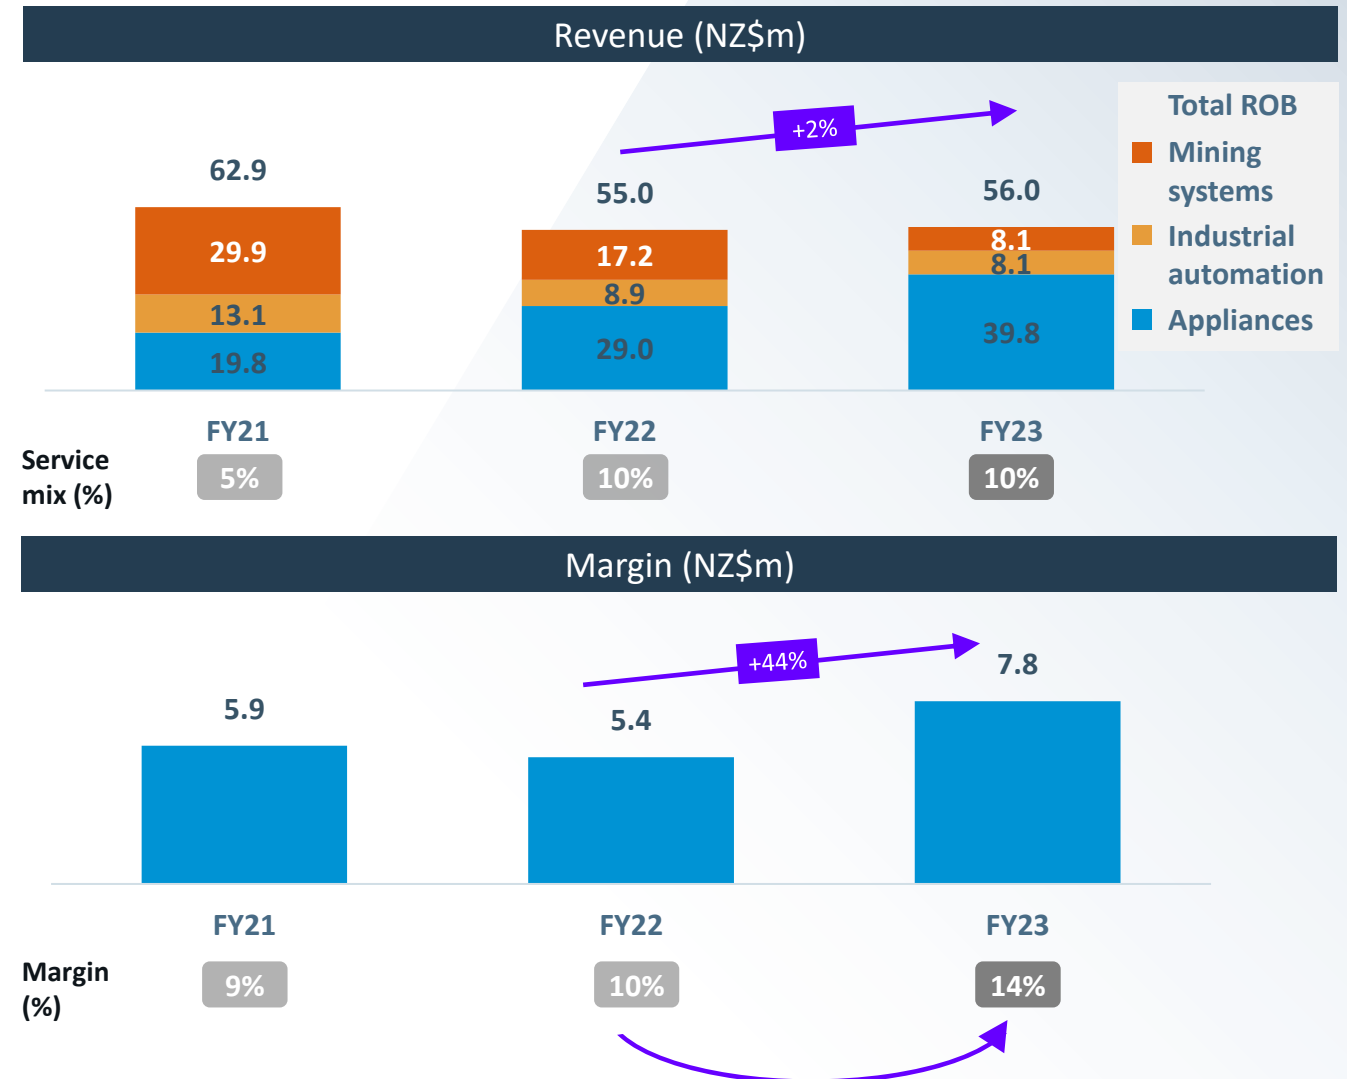 Revenue (NZ$m)
+2%
Total ROB
Mining
systems
Industrial
automation
Appliances
62.9
55.0
56.0
29.9
17.2
8.1
13.1
8.9
8.1
19.8
29.0
39.8
FY21
FY22
FY23
Service
mix (%)
5%
10%
10%
Margin (NZ$m)
+44%
5.9
5.4
7.8
FY21
FY22
FY23
Margin
(%)
9%
10%
14%